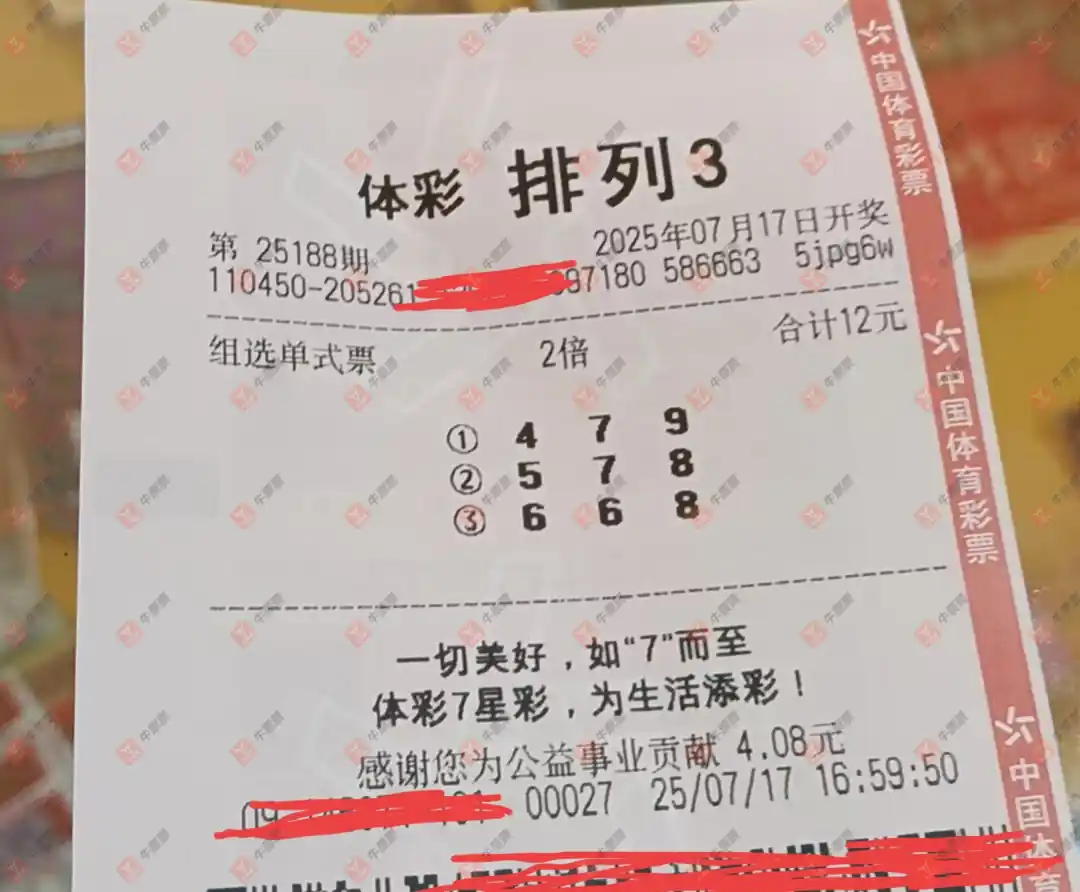 体彩 排列3
第 25188期
2025年07月17日开奖
110450-205261 097180 586663 5jpg6w
组选单式票 2倍 合计12元
① 4 7 9
② 5 7 8
③ 6 6 8
一切美好，如“7”而至
体彩7星彩，为生活添彩！
感谢您为公益事业贡献 4.08元
00027 25/07/17 16:59:50
中国体育彩票
中国体育彩票
中国体育
牛票票